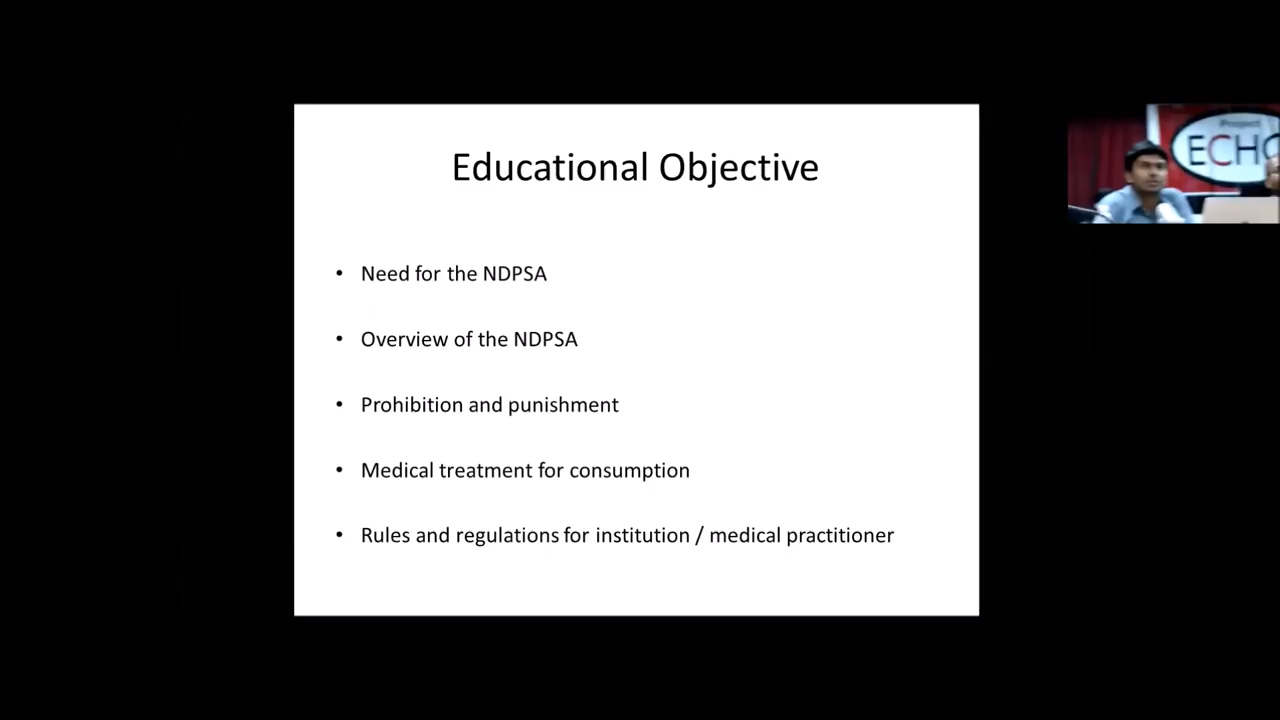 Educational Objective
• Need for the NDPSA
• Overview of the NDPSA
• Prohibition and punishment
• Medical treatment for consumption
• Rules and regulations for institution / medical practitioner
Project
ECHO